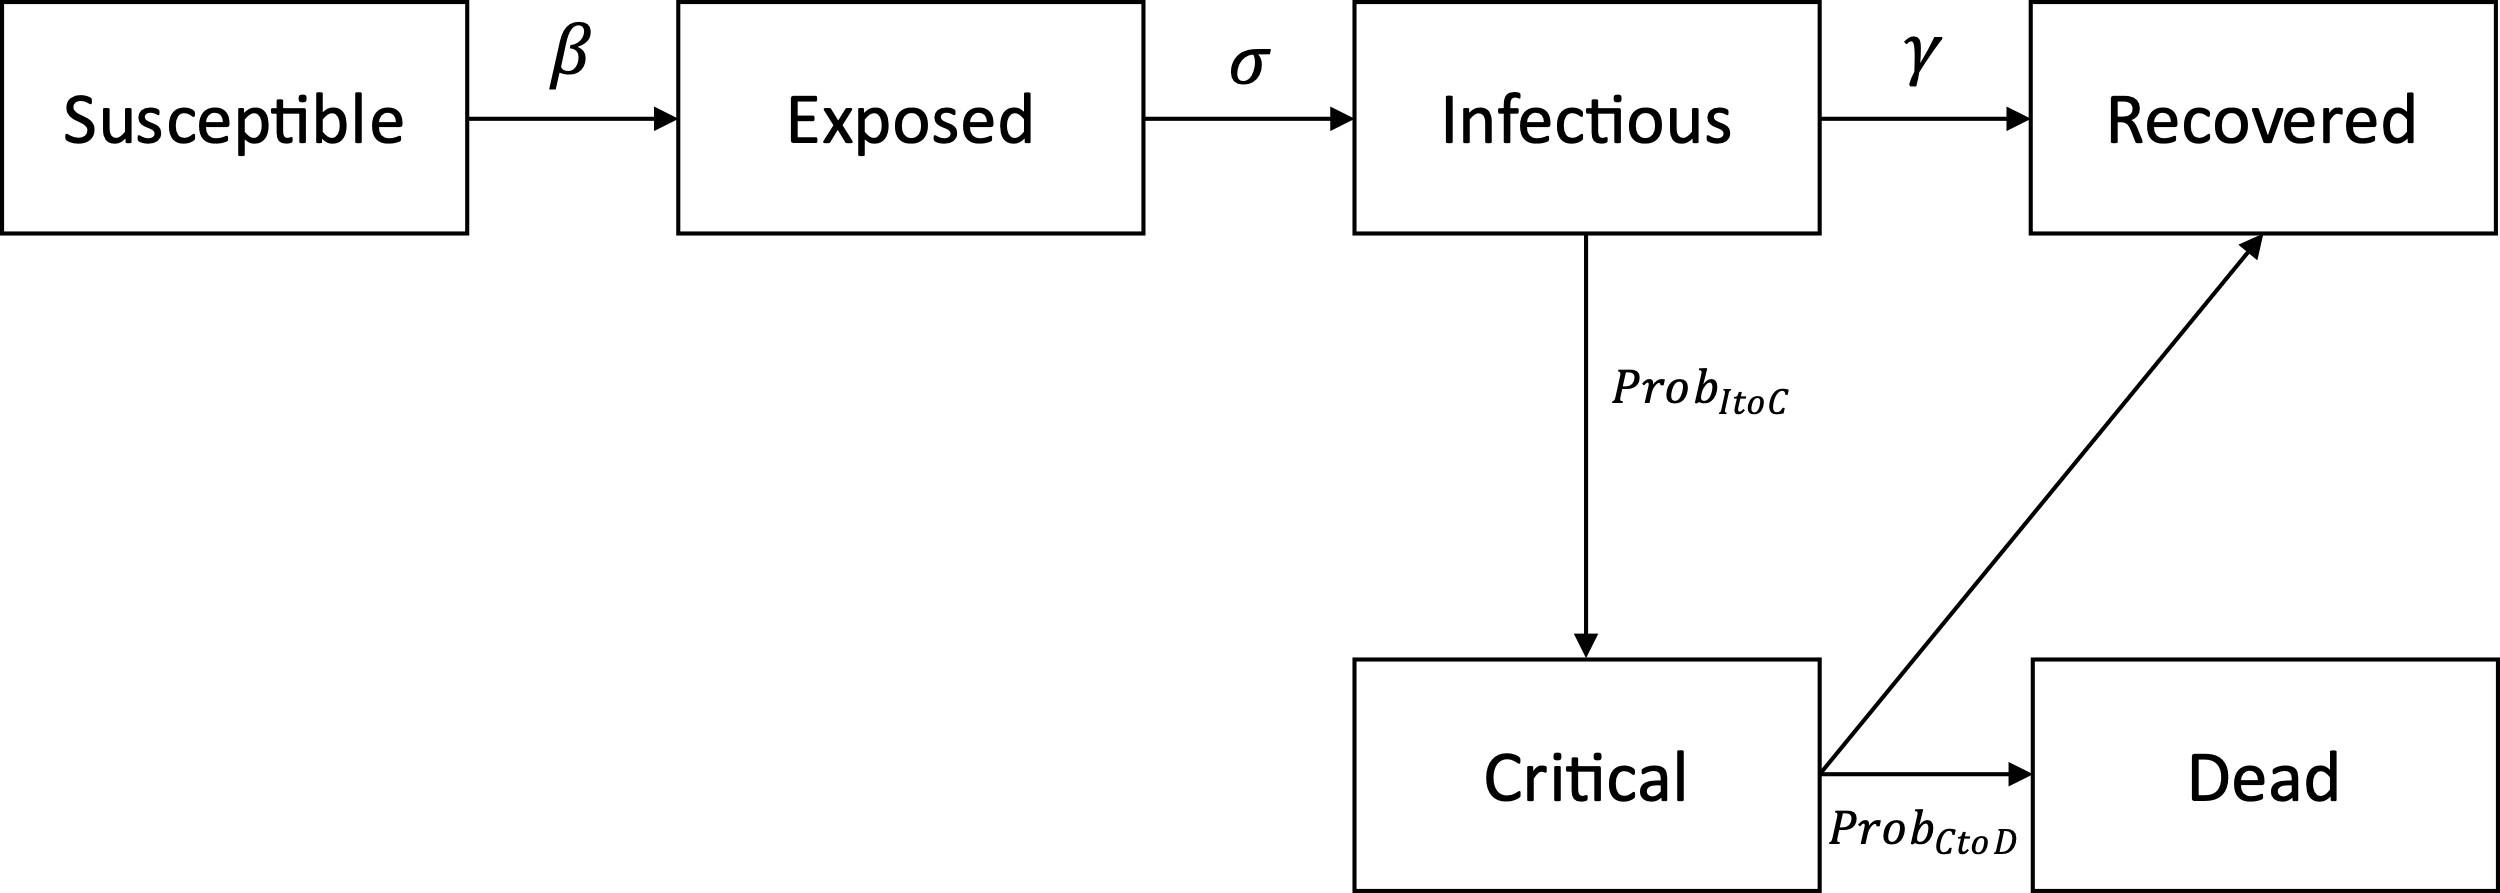 β
σ
γ
Susceptible
Exposed
Infectious
Recovered
Prob_ItoC
Critical
Dead
Prob_CtoD